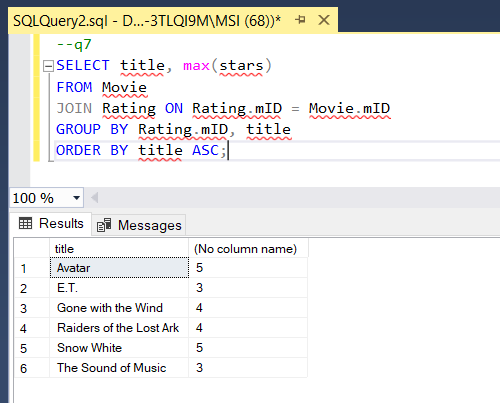 SQLQuery2.sql - D...-3TLQI9M\MSI (68))*
--q7
SELECT title, max(stars)
FROM Movie
JOIN Rating ON Rating.mID = Movie.mID
GROUP BY Rating.mID, title
ORDER BY title ASC;
100 %
Results Messages
title (No column name)
1 Avatar 5
2 E.T. 3
3 Gone with the Wind 4
4 Raiders of the Lost Ark 4
5 Snow White 5
6 The Sound of Music 3